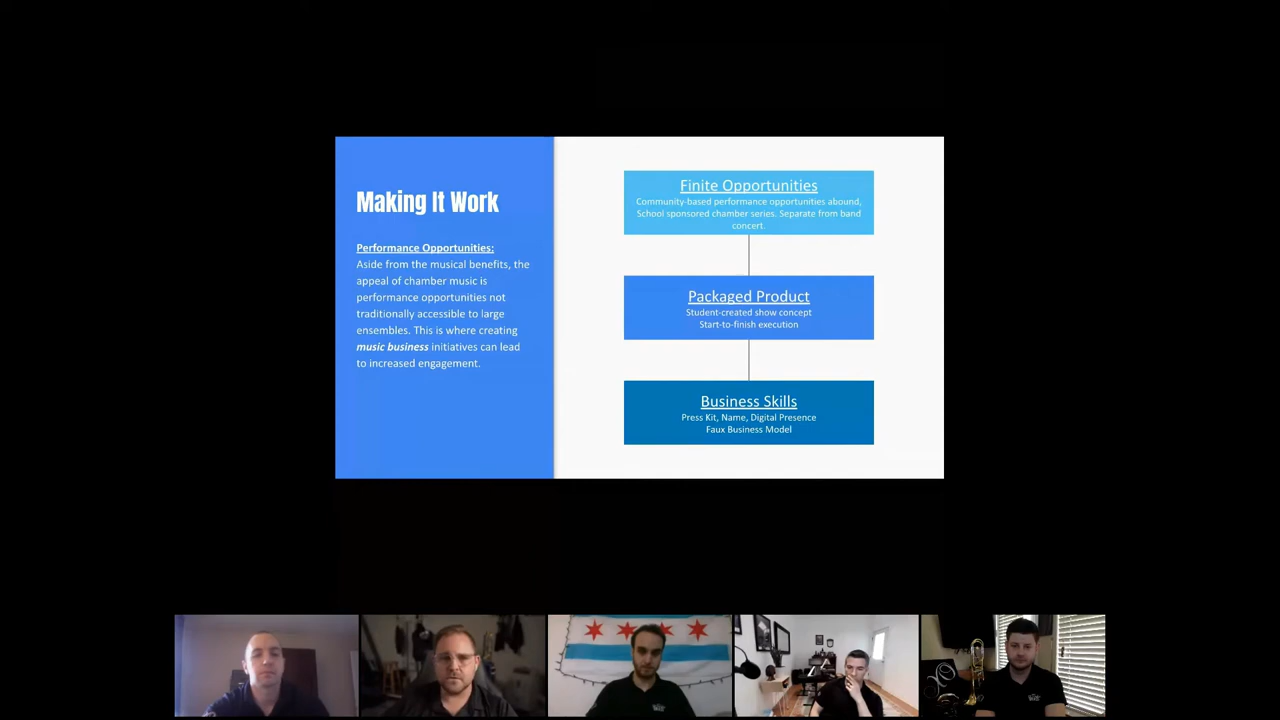 Making It Work
Performance Opportunities:
Aside from the musical benefits, the
appeal of chamber music is
performance opportunities not
traditionally accessible to large
ensembles. This is where creating
music business initiatives can lead
to increased engagement.
Finite Opportunities
Community-based performance opportunities abound,
School sponsored chamber series. Separate from band
concert.
Packaged Product
Student-created show concept
Start-to-finish execution
Business Skills
Press Kit, Name, Digital Presence
Faux Business Model